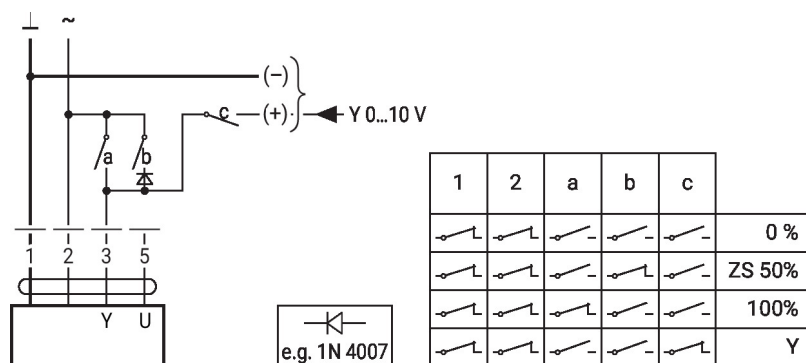 ⊥ ~
(–)
c (+) Y 0...10 V
a b
1 2 3 5
Y U
e.g. 1N 4007
1 2 a b c
0 %
ZS 50%
100%
Y